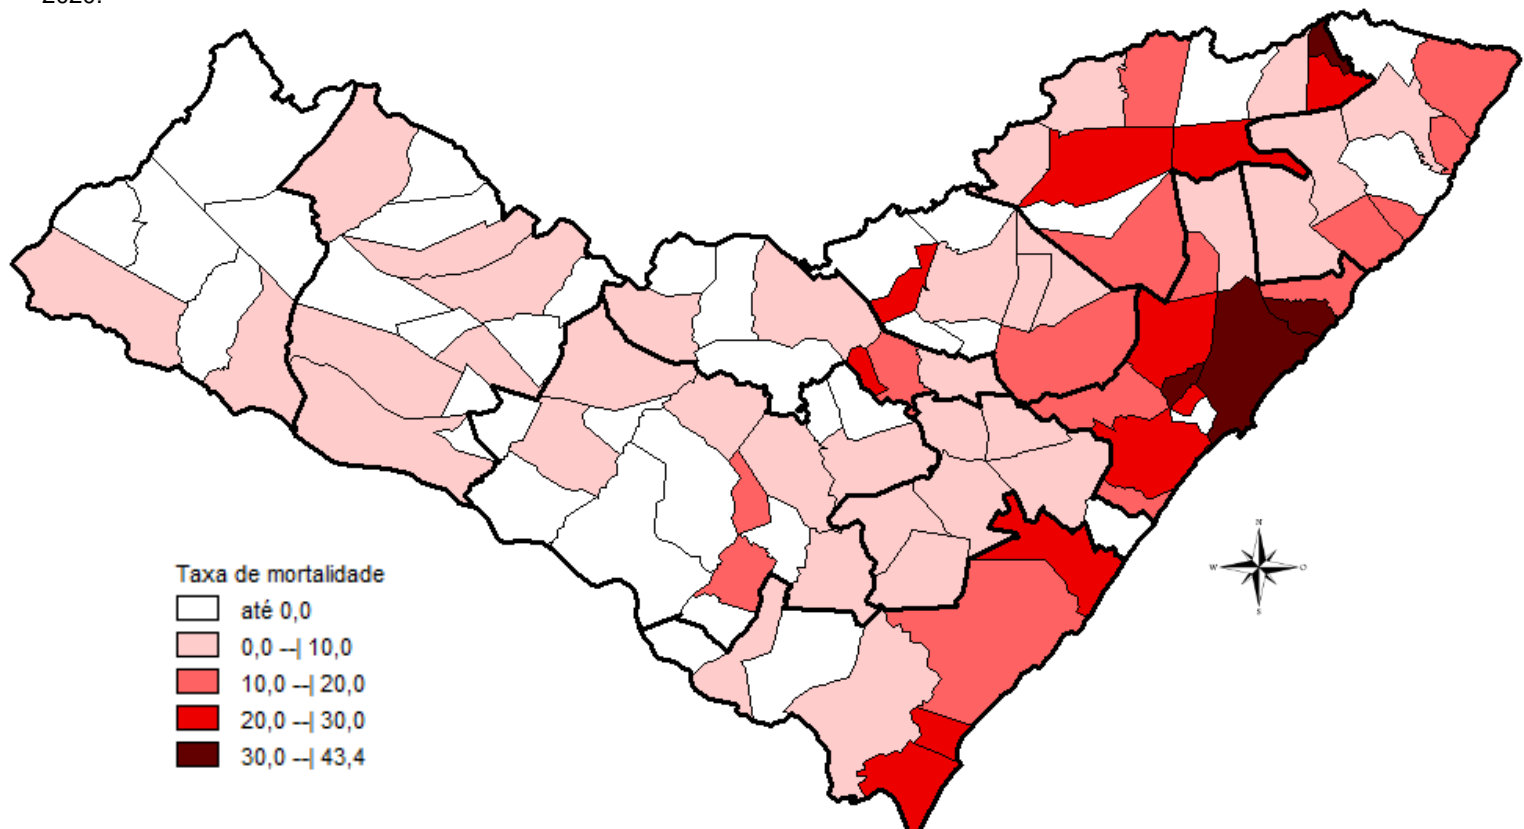 2020.
Taxa de mortalidade
até 0,0
0,0 --| 10,0
10,0 --| 20,0
20,0 --| 30,0
30,0 --| 43,4
N
W
O
S